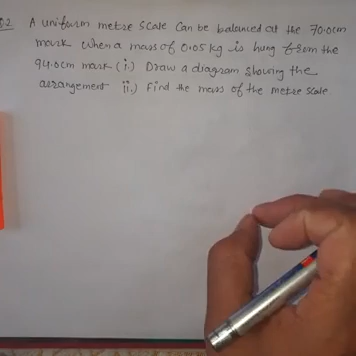 Q2. A uniform metre scale can be balanced at the 70.0cm
mark when a mass of 0.05 kg is hung from the
94.0cm mark (i.) Draw a diagram showing the
arrangement ii.) Find the mass of the metre scale